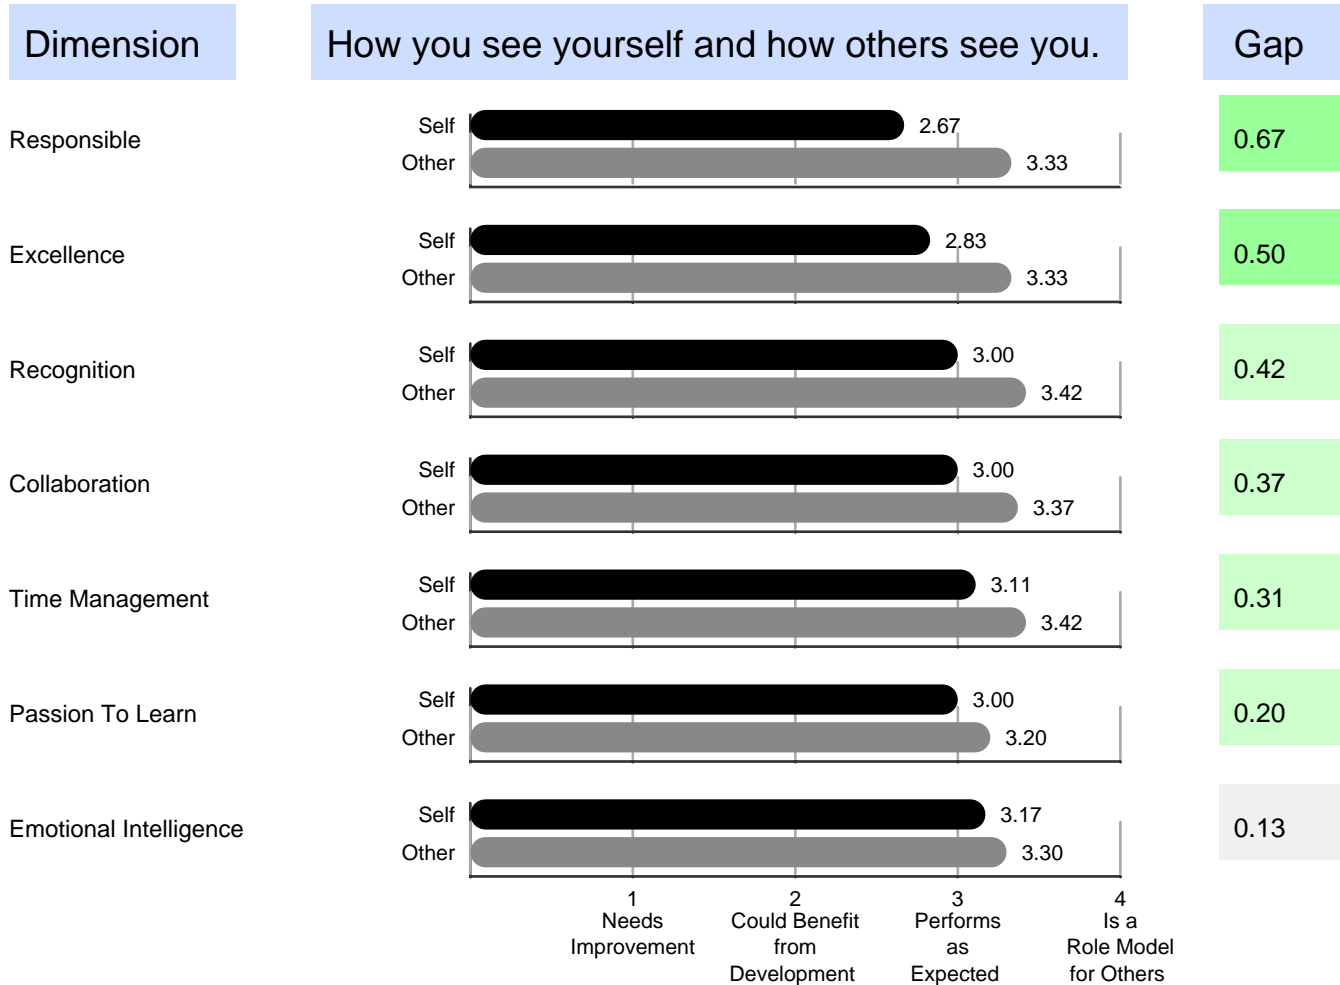 Dimension
How you see yourself and how others see you.
Gap
Responsible
Self
2.67
Other
3.33
0.67
Excellence
Self
2.83
Other
3.33
0.50
Recognition
Self
3.00
Other
3.42
0.42
Collaboration
Self
3.00
Other
3.37
0.37
Time Management
Self
3.11
Other
3.42
0.31
Passion To Learn
Self
3.00
Other
3.20
0.20
Emotional Intelligence
Self
3.17
Other
3.30
0.13
1
Needs
Improvement
2
Could Benefit
from
Development
3
Performs
as
Expected
4
Is a
Role Model
for Others